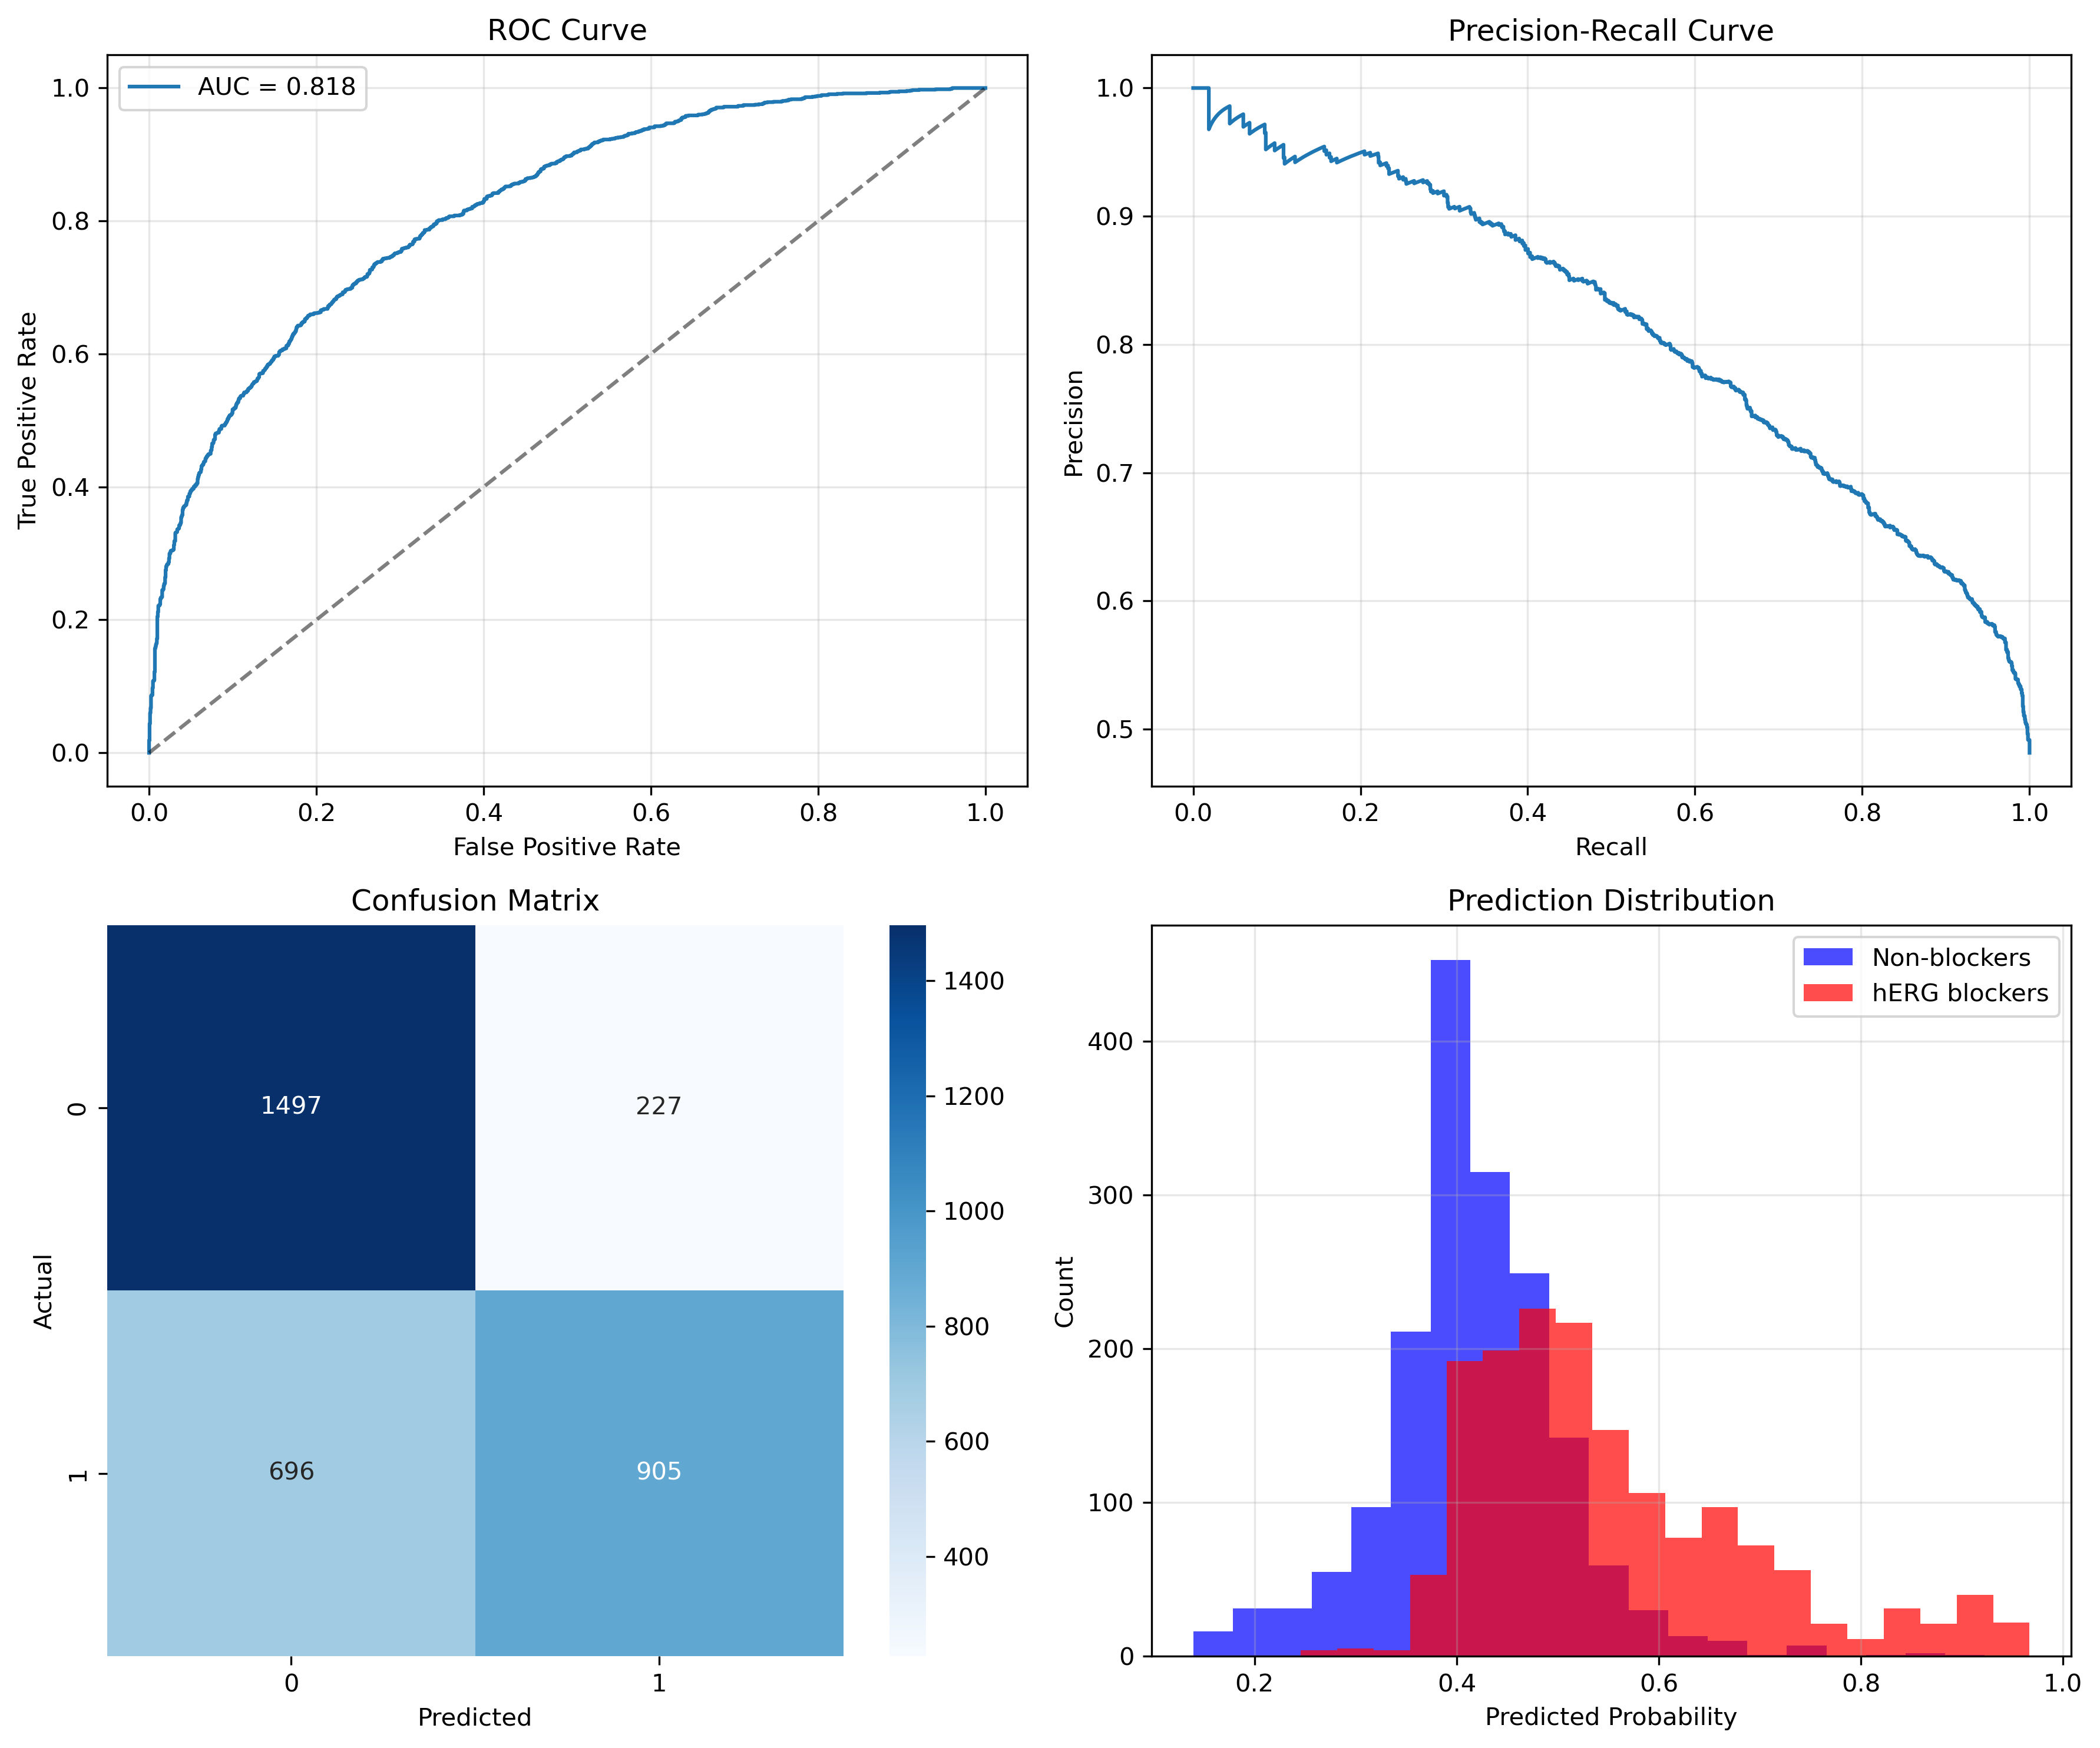 ROC Curve
AUC = 0.818
1.0
0.8
0.6
0.4
0.2
0.0
True Positive Rate
0.0 0.2 0.4 0.6 0.8 1.0
False Positive Rate
Precision-Recall Curve
1.0
0.9
0.8
0.7
0.6
0.5
Precision
0.0 0.2 0.4 0.6 0.8 1.0
Recall
Confusion Matrix
1497 227
696 905
0
1
Actual
0 1
Predicted
1400
1200
1000
800
600
400
Prediction Distribution
Non-blockers
hERG blockers
400
300
200
100
0
Count
0.2 0.4 0.6 0.8 1.0
Predicted Probability